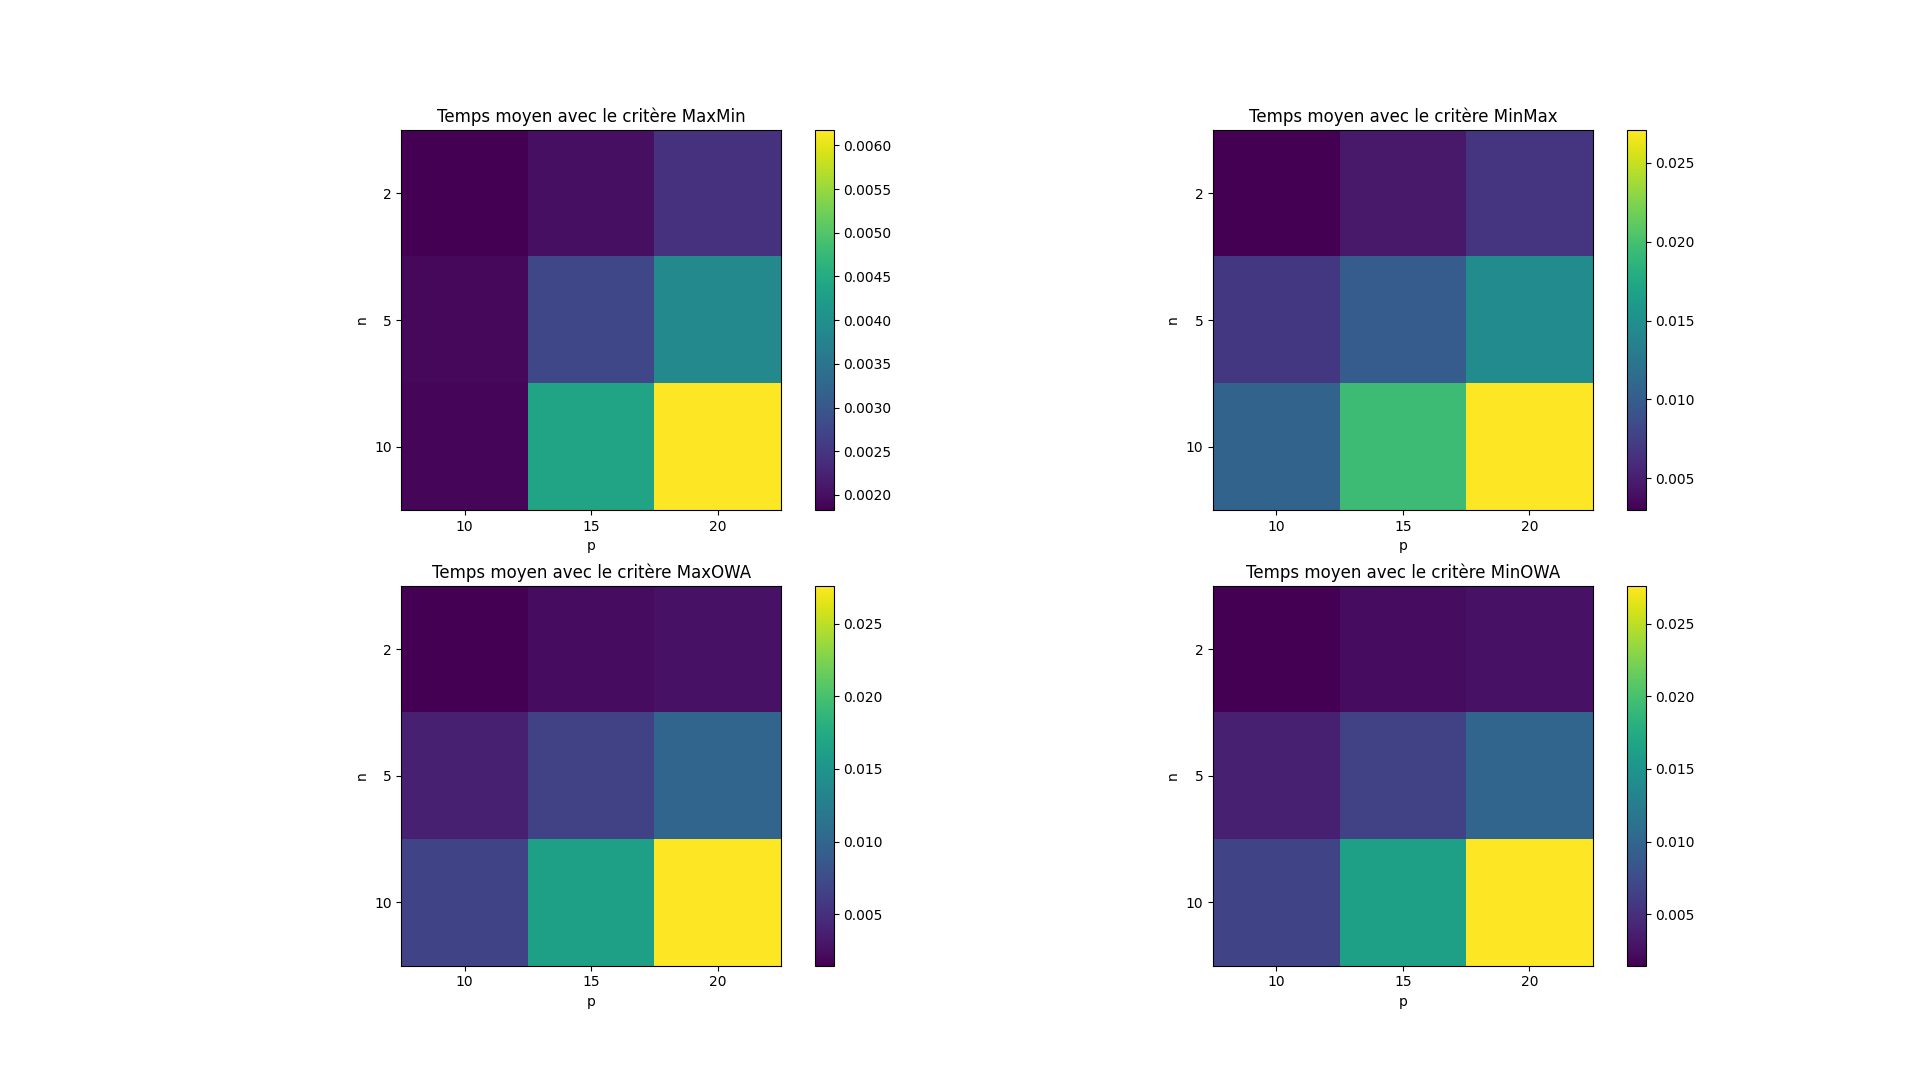 Temps moyen avec le critère MaxMin
2
5
10
n
10 15 20
p
0.0060
0.0055
0.0050
0.0045
0.0040
0.0035
0.0030
0.0025
0.0020
Temps moyen avec le critère MinMax
2
5
10
n
10 15 20
p
0.025
0.020
0.015
0.010
0.005
Temps moyen avec le critère MaxOWA
2
5
10
n
10 15 20
p
0.025
0.020
0.015
0.010
0.005
Temps moyen avec le critère MinOWA
2
5
10
n
10 15 20
p
0.025
0.020
0.015
0.010
0.005